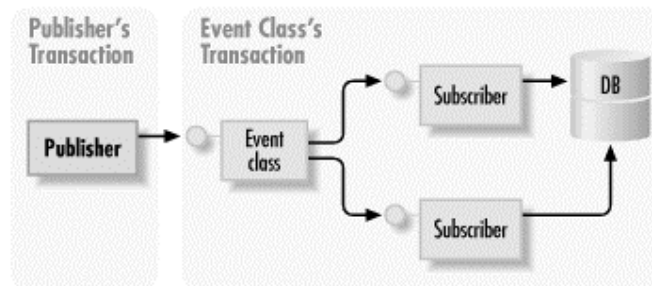 Publisher's
Transaction
Event Class's
Transaction
Publisher
Event
class
Subscriber
DB
Subscriber